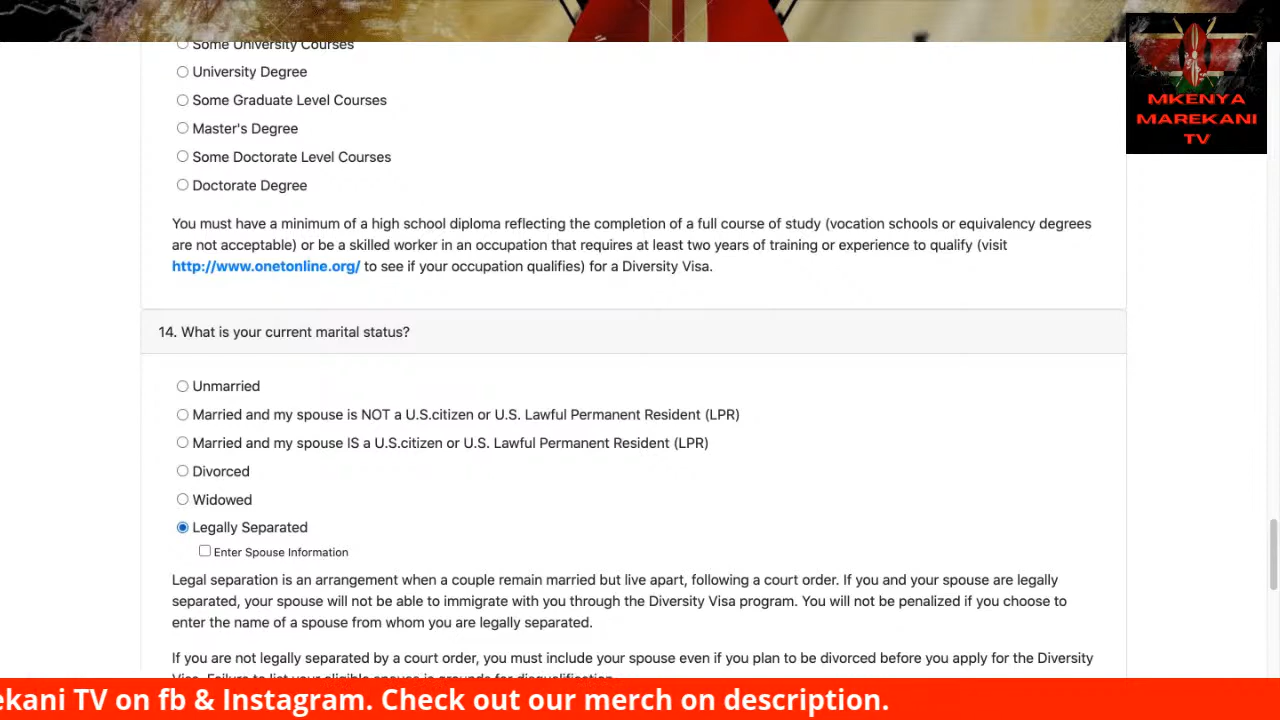 Some University Courses
University Degree
Some Graduate Level Courses
Master's Degree
Some Doctorate Level Courses
Doctorate Degree
MKENYA
MAREKANI
TV
You must have a minimum of a high school diploma reflecting the completion of a full course of study (vocation schools or equivalency degrees
are not acceptable) or be a skilled worker in an occupation that requires at least two years of training or experience to qualify (visit
http://www.onetonline.org/ to see if your occupation qualifies) for a Diversity Visa.
14. What is your current marital status?
Unmarried
Married and my spouse is NOT a U.S.citizen or U.S. Lawful Permanent Resident (LPR)
Married and my spouse IS a U.S.citizen or U.S. Lawful Permanent Resident (LPR)
Divorced
Widowed
Legally Separated
Enter Spouse Information
Legal separation is an arrangement when a couple remain married but live apart, following a court order. If you and your spouse are legally
separated, your spouse will not be able to immigrate with you through the Diversity Visa program. You will not be penalized if you choose to
enter the name of a spouse from whom you are legally separated.
If you are not legally separated by a court order, you must include your spouse even if you plan to be divorced before you apply for the Diversity
Visa. Failure to list your eligible spouse is grounds for disqualification.
ekani TV on fb & Instagram. Check out our merch on description.